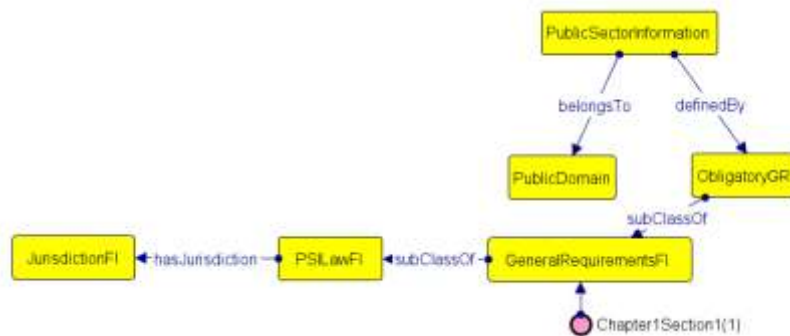 PublicSectorInformation
belongsTo
definedBy
PublicDomain
ObligatoryGR
subClassOf
JurisdictionFI
hasJurisdiction
PSILawFI
subClassOf
GeneralRequirementsFI
Chapter1Section1(1)